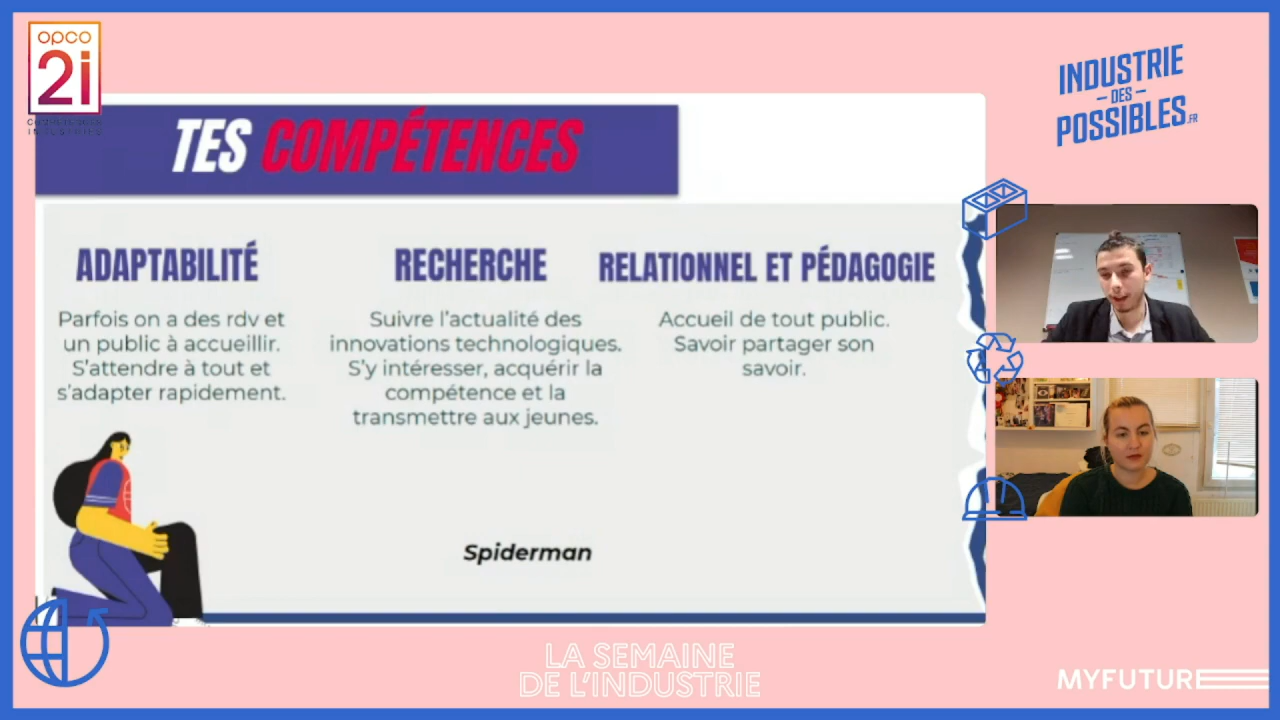 opco
2i
INDUSTRIE
DES
POSSIBLES.FR
TES COMPÉTENCES
ADAPTABILITÉ
Parfois on a des rdv et
un public à accueillir.
S'attendre à tout et
s'adapter rapidement.
RECHERCHE
Suivre l'actualité des
innovations technologiques.
S'y intéresser, acquérir la
compétence et la
transmettre aux jeunes.
RELATIONNEL ET PÉDAGOGIE
Accueil de tout public.
Savoir partager son
savoir.
Spiderman
LA SEMAINE
DE L'INDUSTRIE
MYFUTURE